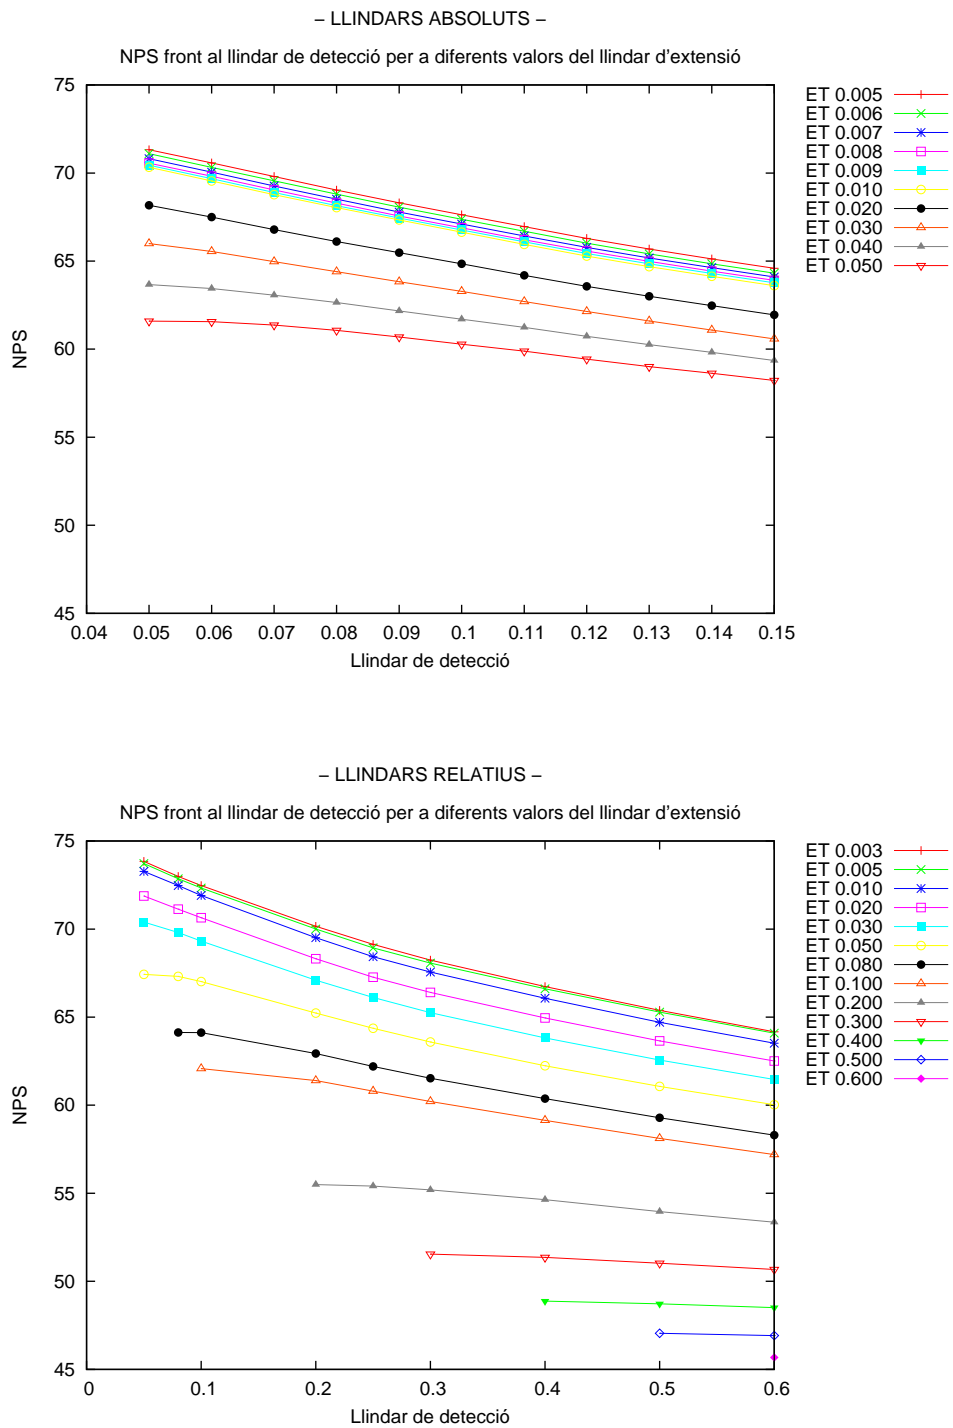 – LLINDARS ABSOLUTS –
NPS front al llindar de detecció per a diferents valors del llindar d'extensió
75
70
65
60
55
50
45
NPS
0.04 0.05 0.06 0.07 0.08 0.09 0.1 0.11 0.12 0.13 0.14 0.15
Llindar de detecció
ET 0.005
ET 0.006
ET 0.007
ET 0.008
ET 0.009
ET 0.010
ET 0.020
ET 0.030
ET 0.040
ET 0.050
– LLINDARS RELATIUS –
NPS front al llindar de detecció per a diferents valors del llindar d'extensió
75
70
65
60
55
50
45
NPS
0 0.1 0.2 0.3 0.4 0.5 0.6
Llindar de detecció
ET 0.003
ET 0.005
ET 0.010
ET 0.020
ET 0.030
ET 0.050
ET 0.080
ET 0.100
ET 0.200
ET 0.300
ET 0.400
ET 0.500
ET 0.600